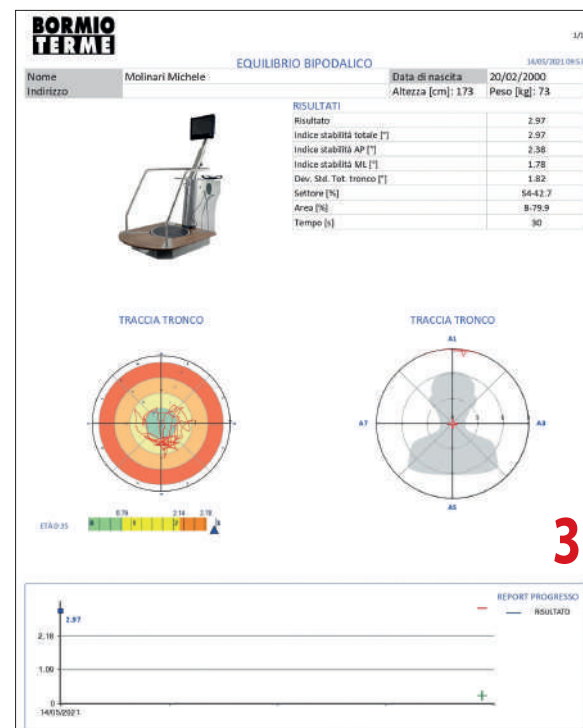 BORMIO
TERME
1/1
EQUILIBRIO BIPODALICO
14/05/2021
Nome Molinari Michele Data di nascita 20/02/2000
Indirizzo Altezza [cm]: 173 Peso [kg]: 73
RISULTATI
Risultato 2.97
Indice stabilità totale [°] 2.97
Indice stabilità AP [°] 2.38
Indice stabilità ML [°] 1.78
Dev. Std. Tot. tronco [°] 1.82
Settore [%] S4-42.7
Area [%] B-79.9
Tempo [s] 30
TRACCIA TRONCO TRACCIA TRONCO
A1
A7 A3
A5
0.76 2.14 2.78
ETÀ 0-35
3
REPORT PROGRESSO
RISULTATO
2.97
2.18
1.09
0
14/05/2021